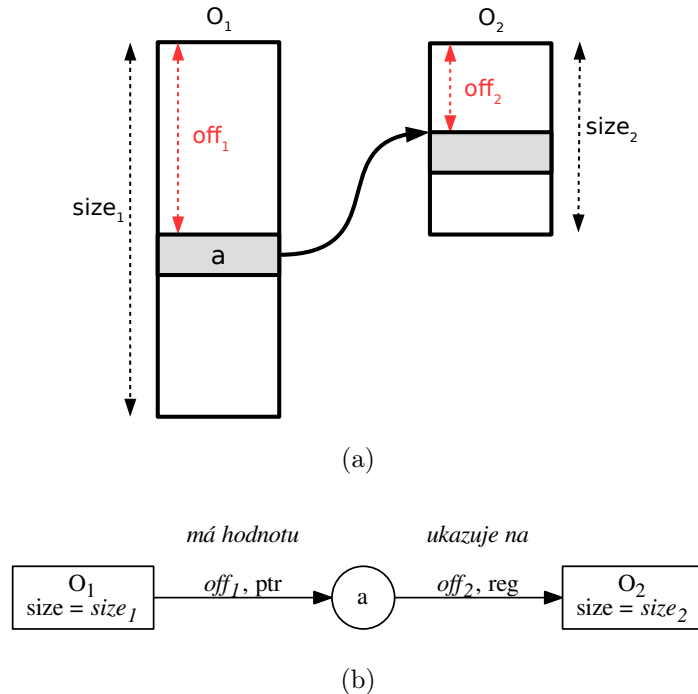 O₁ O₂
off₁ off₂
size₁ size₂
a
(a)
má hodnotu ukazuje na
O₁ off₁, ptr a off₂, reg O₂
size = size₁ size = size₂
(b)